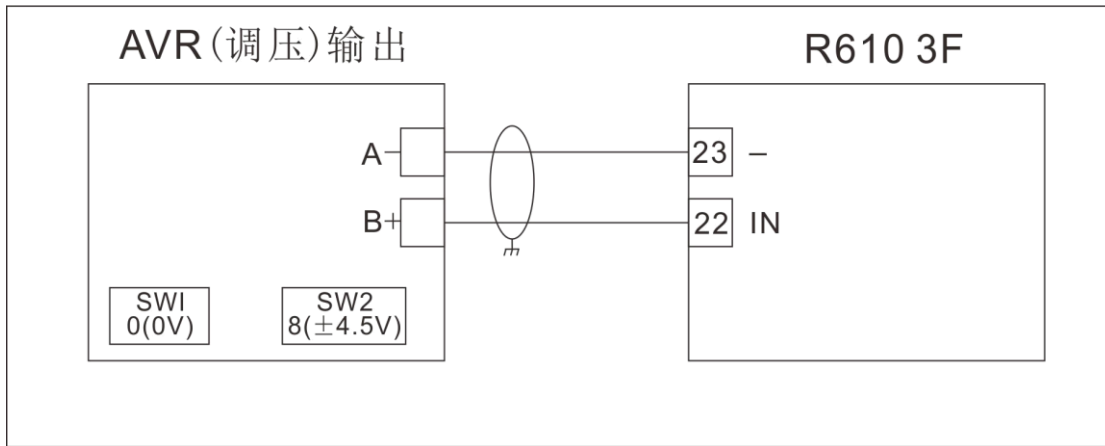 AVR(调压)输出
R610 3F
A-
23 -
B+
22 IN
SWI
0(0V)
SW2
8(±4.5V)